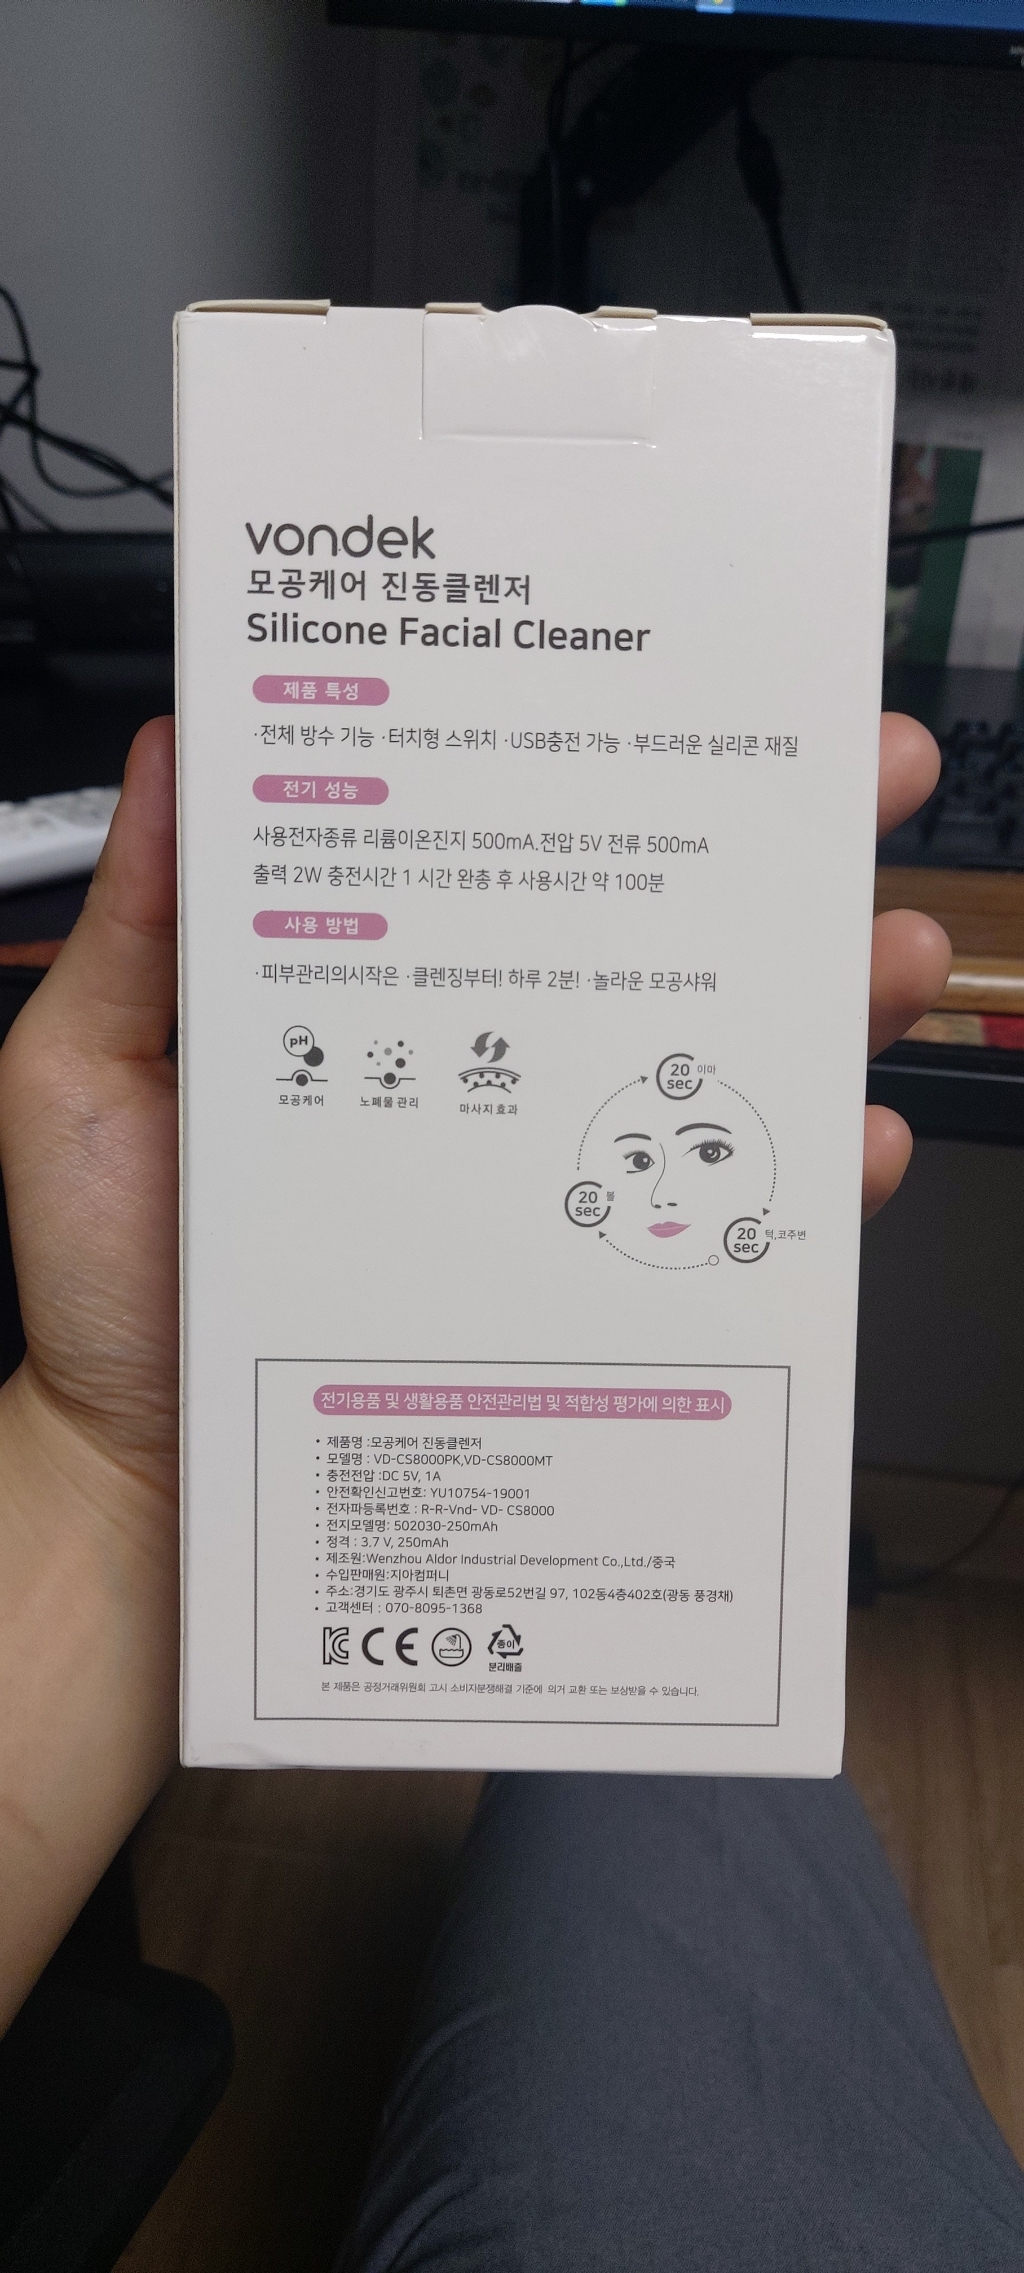 vondek
모공케어 진동클렌저
Silicone Facial Cleaner
제품 특성
·전체 방수 기능 ·터치형 스위치 ·USB충전 가능 ·부드러운 실리콘 재질
전기 성능
사용전자종류 리륨이온진지 500mA.전압 5V 전류 500mA
출력 2W 충전시간 1 시간 완총 후 사용시간 약 100분
사용 방법
·피부관리의시작은 ·클렌징부터! 하루 2분! ·놀라운 모공샤워
pH
모공케어
노폐물 관리
마사지 효과
20 sec 이마
20 sec 볼
20 sec 턱,코주변
전기용품 및 생활용품 안전관리법 및 적합성 평가에 의한 표시
• 제품명 :모공케어 진동클렌저
• 모델명 : VD-CS8000PK,VD-CS8000MT
• 충전전압 :DC 5V, 1A
• 안전확인신고번호: YU10754-19001
• 전자파등록번호 : R-R-Vnd- VD- CS8000
• 전지모델명: 502030-250mAh
• 정격 : 3.7 V, 250mAh
• 제조원:Wenzhou Aldor Industrial Development Co.,Ltd./중국
• 수입판매원:지아컴퍼니
• 주소:경기도 광주시 퇴촌면 광동로52번길 97, 102동4층402호(광동 풍경채)
• 고객센터 : 070-8095-1368
KC CE 종이
분리배출
본 제품은 공정거래위원회 고시 소비자분쟁해결 기준에 의거 교환 또는 보상받을 수 있습니다.